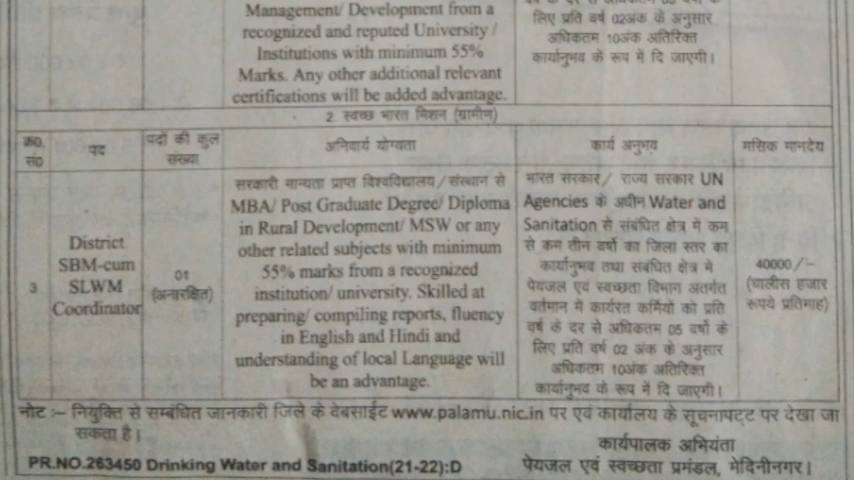 Management/ Development from a
recognized and reputed University/
Institutions with minimum 55%
Marks. Any other additional relevant
certifications will be added advantage.
लिए प्रति वर्ष 02अंक के अनुसार
अधिकतम 10अंक अतिरिक्त
कार्यानुभव के रूप में दि जाएगी।
2. स्वच्छ भारत मिशन (ग्रामीण)
क्र०
सं०
पद
पदों की कुल
संख्या
अनिवार्य योग्यता
कार्य अनुभव
मसिक मानदेय
3
District
SBM-cum
SLWM
Coordinator
01
(अनारक्षित)
सरकारी मान्यता प्राप्त विश्वविद्यालय/संस्थान से
MBA/ Post Graduate Degree/ Diploma
in Rural Development/ MSW or any
other related subjects with minimum
55% marks from a recognized
institution/ university. Skilled at
preparing/ compiling reports, fluency
in English and Hindi and
understanding of local Language will
be an advantage.
भारत सरकार/ राज्य सरकार UN
Agencies के अधीन Water and
Sanitation से संबंधित क्षेत्र में कम
से कम तीन वर्षो का जिला स्तर का
कार्यानुभव तथा संबंधित क्षेत्र में
पेयजल एवं स्वच्छता विभाग अंतर्गत
वर्तमान में कार्यरत कर्मियों को प्रति
वर्ष के दर से अधिकतम 05 वर्षो के
लिए प्रति वर्ष 02 अंक के अनुसार
अधिकतम 10अंक अतिरिक्त
कार्यानुभव के रूप में दि जाएगी।
40000/-
(चालीस हजार
रूपये प्रतिमाह)
नोट :- नियुक्ति से सम्बंधित जानकारी जिले के वेबसाईट www.palamu.nic.in पर एवं कार्यालय के सूचनापट्ट पर देखा जा
सकता है।
कार्यपालक अभियंता
पेयजल एवं स्वच्छता प्रमंडल, मेदिनीनगर।
PR.NO.263450 Drinking Water and Sanitation(21-22):D